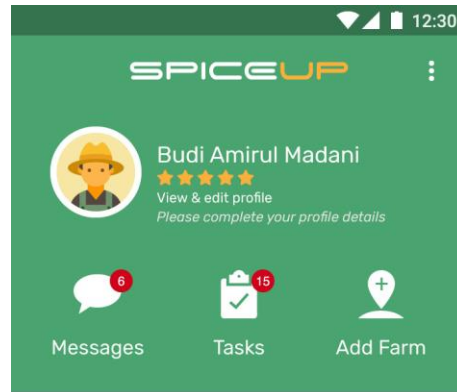 12:30
SPICEUP
Budi Amirul Madani
View & edit profile
Please complete your profile details
6
15
Messages
Tasks
Add Farm